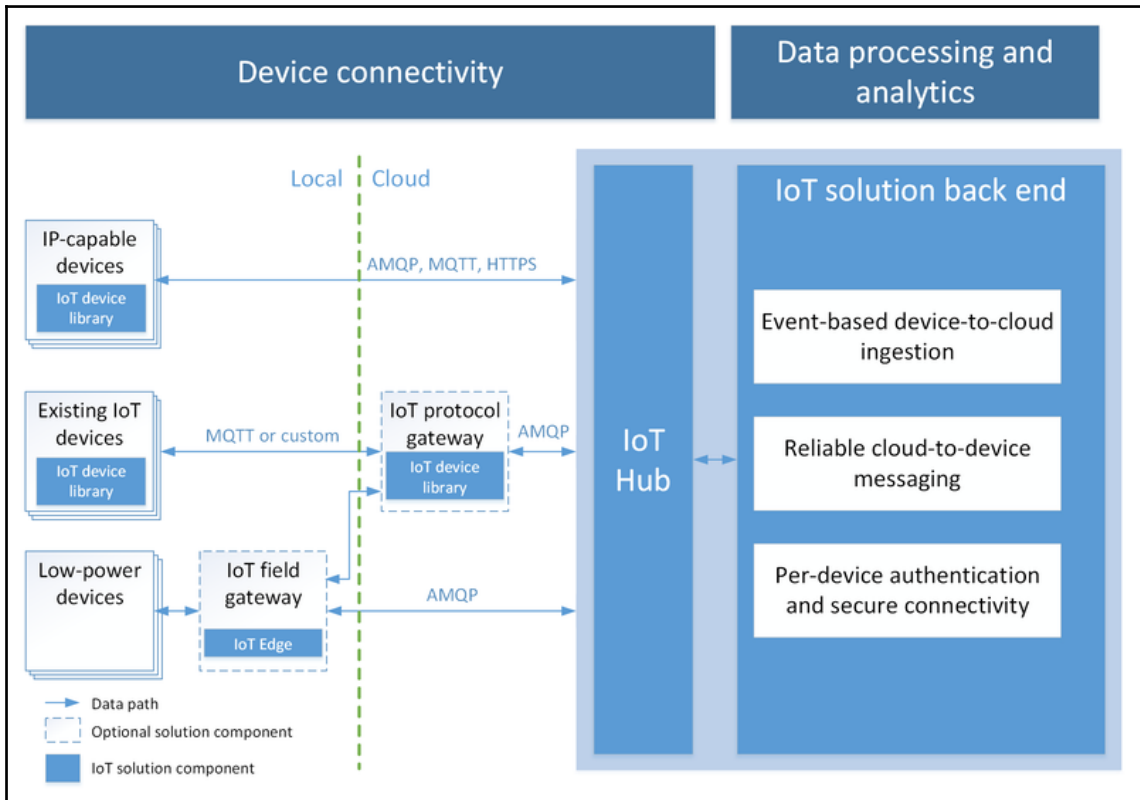 Device connectivity
Data processing and
analytics
Local
Cloud
IoT solution back end
IP-capable
devices
IoT device
library
AMQP, MQTT, HTTPS
Event-based device-to-cloud
ingestion
Existing IoT
devices
IoT device
library
MQTT or custom
IoT protocol
gateway
IoT device
library
AMQP
IoT
Hub
Reliable cloud-to-device
messaging
Low-power
devices
IoT field
gateway
IoT Edge
AMQP
Per-device authentication
and secure connectivity
Data path
Optional solution component
IoT solution component